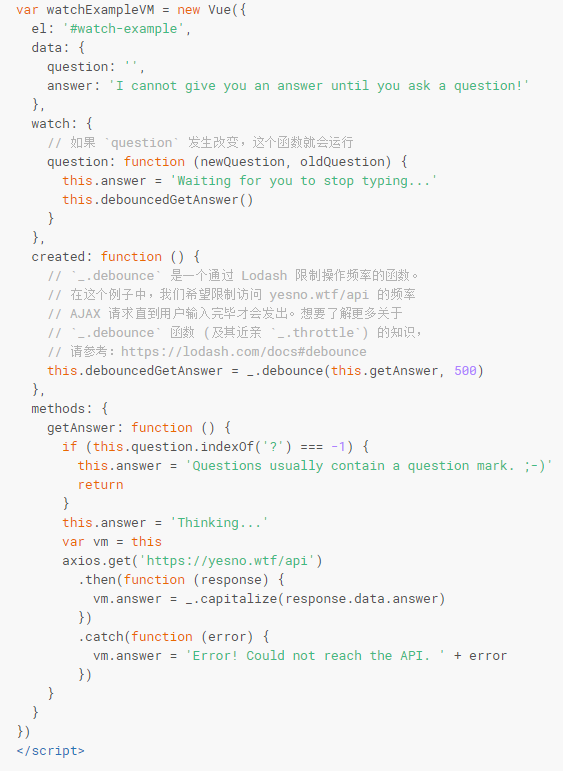 var watchExampleVM = new Vue({
  el: '#watch-example',
  data: {
    question: '',
    answer: 'I cannot give you an answer until you ask a question!'
  },
  watch: {
    // 如果 `question` 发生改变，这个函数就会运行
    question: function (newQuestion, oldQuestion) {
      this.answer = 'Waiting for you to stop typing...'
      this.debouncedGetAnswer()
    }
  },
  created: function () {
    // `_.debounce` 是一个通过 Lodash 限制操作频率的函数。
    // 在这个例子中，我们希望限制访问 yesno.wtf/api 的频率
    // AJAX 请求直到用户输入完毕才会发出。想要了解更多关于
    // `_.debounce` 函数 (及其近亲 `_.throttle`) 的知识，
    // 请参考：https://lodash.com/docs#debounce
    this.debouncedGetAnswer = _.debounce(this.getAnswer, 500)
  },
  methods: {
    getAnswer: function () {
      if (this.question.indexOf('?') === -1) {
        this.answer = 'Questions usually contain a question mark. ;-)'
        return
      }
      this.answer = 'Thinking...'
      var vm = this
      axios.get('https://yesno.wtf/api')
        .then(function (response) {
          vm.answer = _.capitalize(response.data.answer)
        })
        .catch(function (error) {
          vm.answer = 'Error! Could not reach the API. ' + error
        })
    }
  }
})
</script>